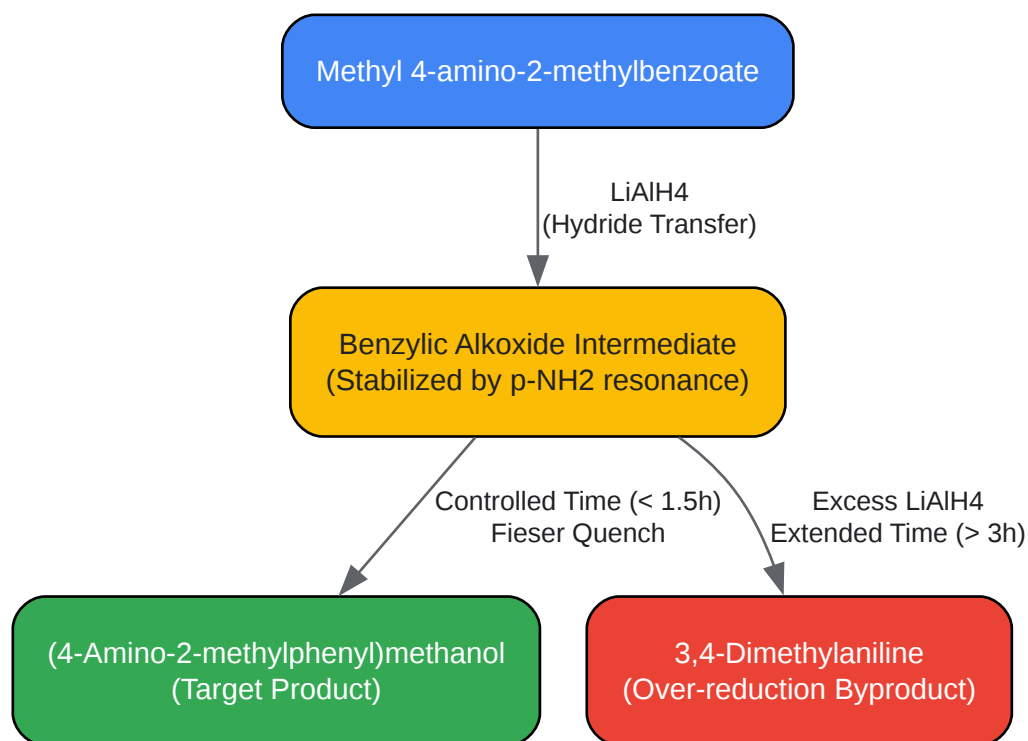 Methyl 4-amino-2-methylbenzoate
LiAlH4
(Hydride Transfer)
Benzylic Alkoxide Intermediate
(Stabilized by p-NH2 resonance)
Controlled Time (< 1.5h)
Fieser Quench
Excess LiAlH4
Extended Time (> 3h)
(4-Amino-2-methylphenyl)methanol
(Target Product)
3,4-Dimethylaniline
(Over-reduction Byproduct)